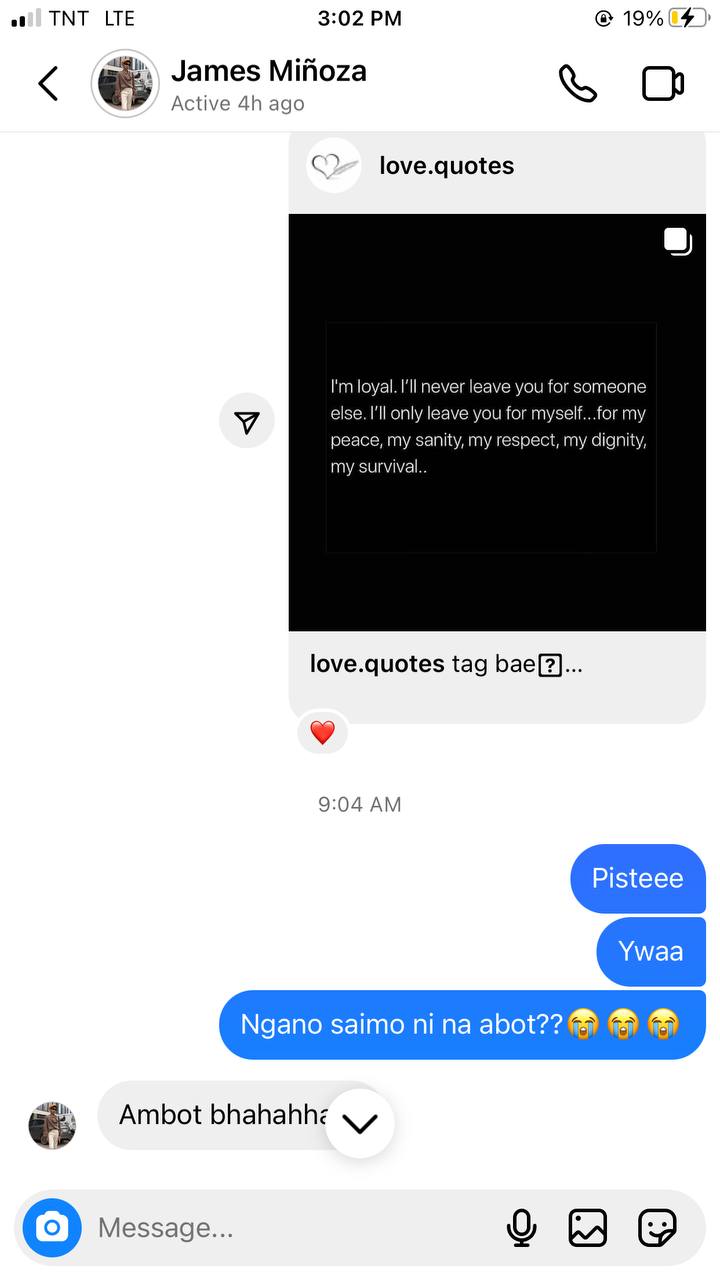 TNT LTE 3:02 PM 19%
James Miñoza
Active 4h ago
love.quotes
I'm loyal. I'll never leave you for someone
else. I'll only leave you for myself...for my
peace, my sanity, my respect, my dignity,
my survival..
love.quotes tag bae...
9:04 AM
Pisteee
Ywaa
Ngano saimo ni na abot??😭😭😭
Ambot bhahahha
Message...